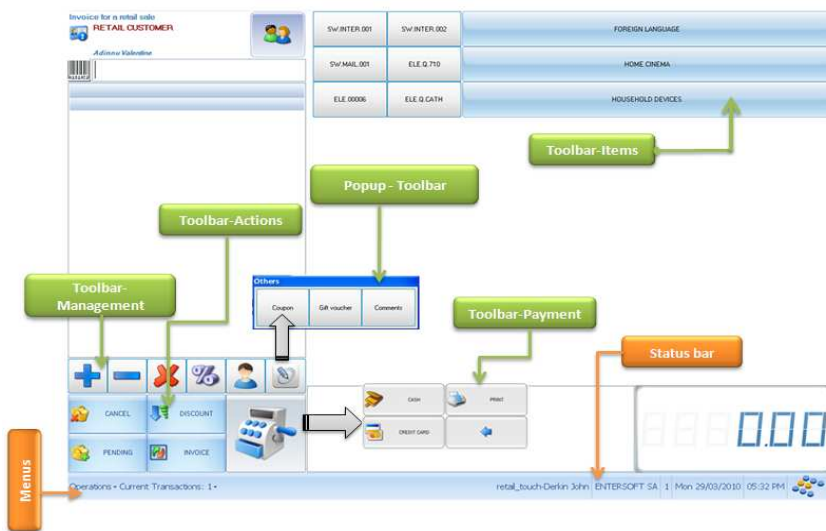 Invoice for a retail sale
RETAIL CUSTOMER
Adinnu Valentine
SW.INTER.001
SW.INTER.002
FOREIGN LANGUAGE
SW.MAIL.001
ELE.Q.710
HOME CINEMA
ELE.00006
ELE.Q.CATH
HOUSEHOLD DEVICES
Toolbar-Items
Popup - Toolbar
Toolbar-Actions
Toolbar-
Management
Others
Coupon
Gift voucher
Comments
Toolbar-Payment
Status bar
CASH
PRINT
CREDIT CARD
CANCEL
DISCOUNT
PENDING
INVOICE
0.00
Menus
Operations • Current Transactions: 1 •
retail_touch-Derkin John ENTERSOFT SA 1 Mon 29/03/2010 05:32 PM